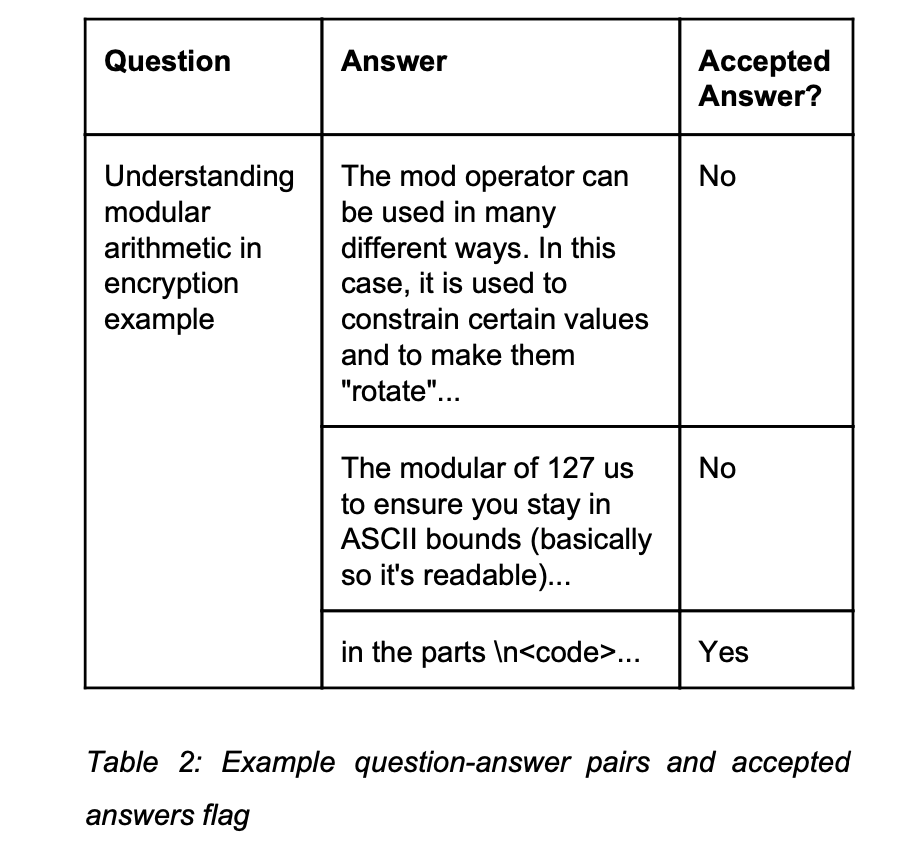 Question
Answer
Accepted
Answer?
Understanding
modular
arithmetic in
encryption
example
The mod operator can
be used in many
different ways. In this
case, it is used to
constrain certain values
and to make them
"rotate"...
No
The modular of 127 us
to ensure you stay in
ASCII bounds (basically
so it's readable)...
No
in the parts \n<code>...
Yes
Table 2: Example question-answer pairs and accepted
answers flag